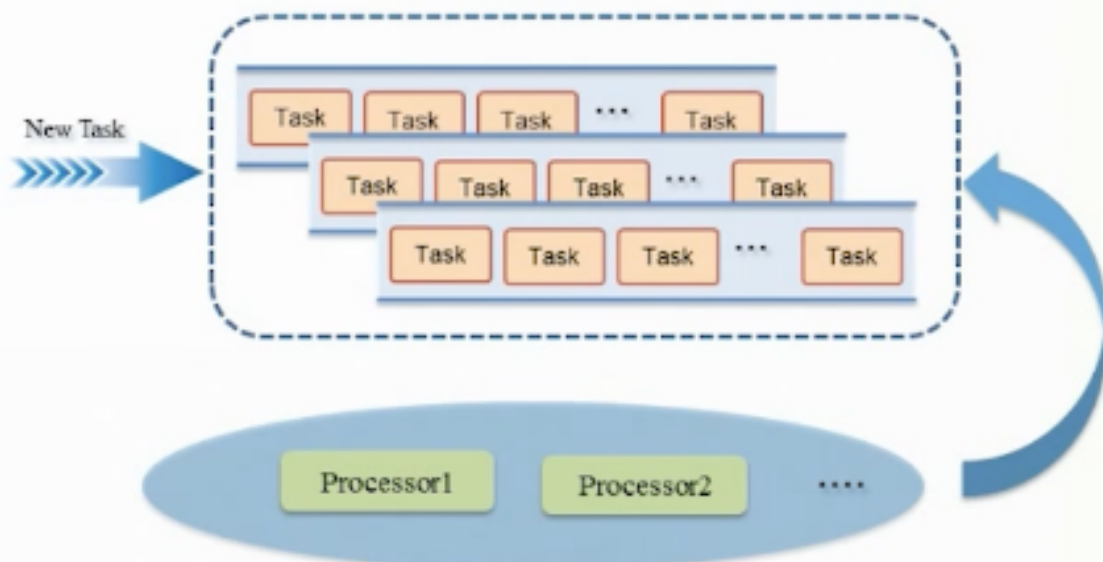 New Task
Task Task Task ... Task
Task Task Task ... Task
Task Task Task ... Task
Processor1 Processor2 ....